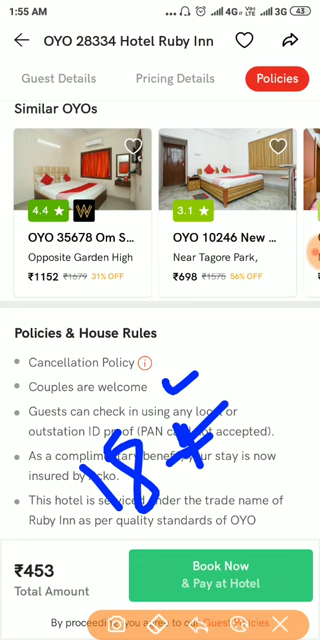 1:55 AM
... 4G VoLTE 3G 43
OYO 28334 Hotel Ruby Inn
Guest Details Pricing Details Policies
Similar OYOs
4.4 ★ W
3.1 ★
OYO 35678 Om S...
OYO 10246 New ...
Opposite Garden High
Near Tagore Park,
₹1152 ₹1679 31% OFF
₹698 ₹1575 56% OFF
Policies & House Rules
Cancellation Policy
Couples are welcome
Guests can check in using any local or
outstation ID proof (PAN card not accepted).
As a complimentary benefit, your stay is now
insured by Acko.
18+
This hotel is serviced under the trade name of
Ruby Inn as per quality standards of OYO
₹453
Total Amount
Book Now
& Pay at Hotel
By proceeding, you agree to our Guest Policies